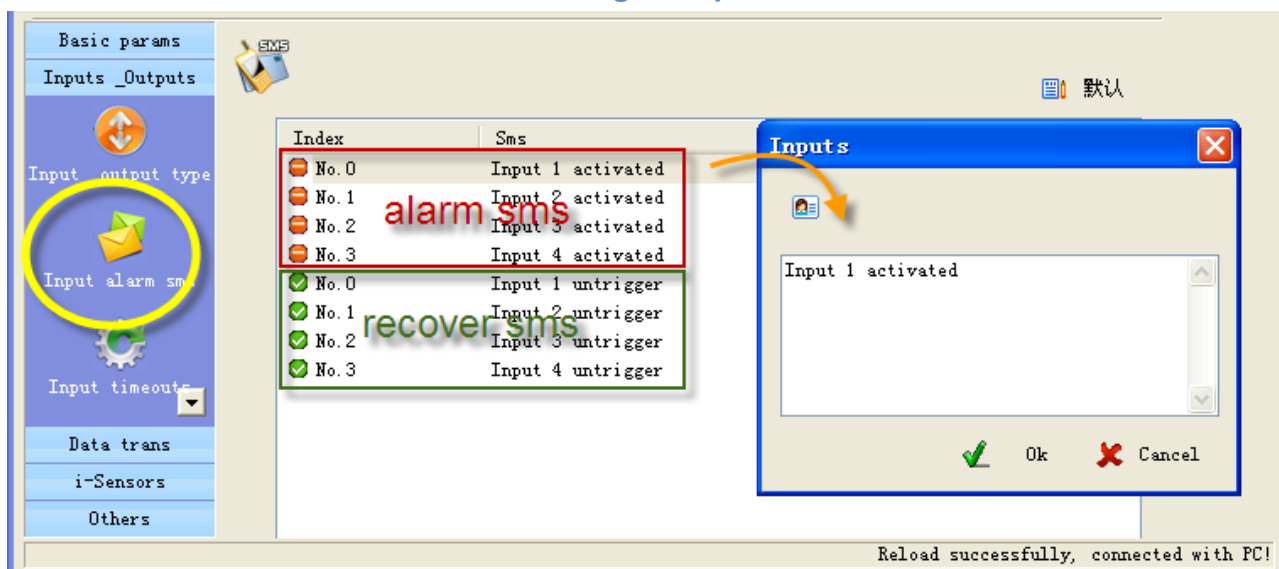 Basic params
Inputs _Outputs
Input output type
Input alarm sm
Input timeouts
Data trans
i-Sensors
Others
SMS
默认
Index Sms
No. 0 Input 1 activated
No. 1 Input 2 activated
No. 2 Input 3 activated
No. 3 Input 4 activated
alarm sms
No. 0 Input 1 untrigger
No. 1 Input 2 untrigger
No. 2 Input 3 untrigger
No. 3 Input 4 untrigger
recover sms
Inputs
Input 1 activated
Ok Cancel
Reload successfully, connected with PC!